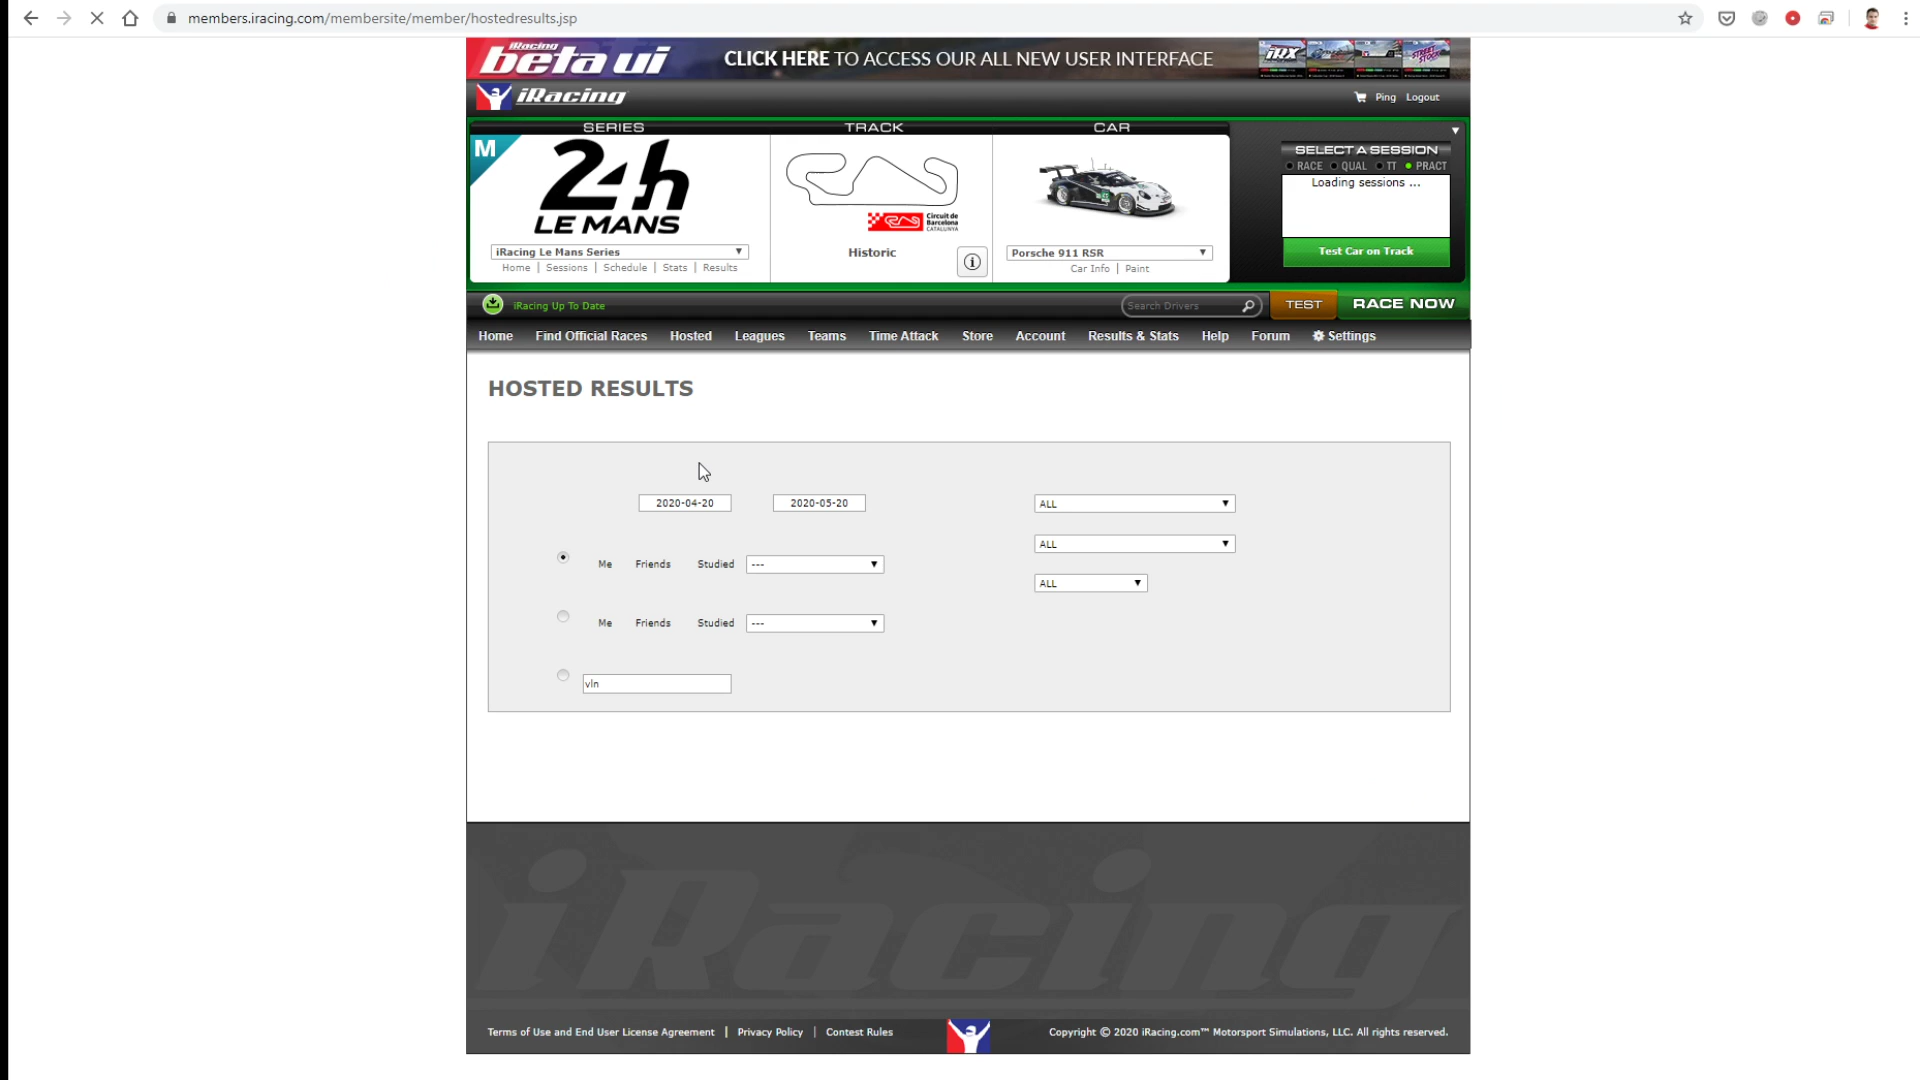 members.iracing.com/membersite/member/hostedresults.jsp
iRacing
beta ui
CLICK HERE TO ACCESS OUR ALL NEW USER INTERFACE
iRacing
Ping Logout
SERIES TRACK CAR
M
24h
LE MANS
Circuit de
Barcelona
CATALUNYA
SELECT A SESSION
RACE QUAL TT PRACT
Loading sessions ...
iRacing Le Mans Series
Historic
Porsche 911 RSR
Test Car on Track
Home | Sessions | Schedule | Stats | Results
Car Info | Paint
iRacing Up To Date
Search Drivers
TEST
RACE NOW
Home Find Official Races Hosted Leagues Teams Time Attack Store Account Results & Stats Help Forum Settings
HOSTED RESULTS
2020-04-20 2020-05-20 ALL
ALL
Me Friends Studied ---
ALL
Me Friends Studied ---
vln
iRacing
Terms of Use and End User License Agreement | Privacy Policy | Contest Rules
Copyright © 2020 iRacing.com™ Motorsport Simulations, LLC. All rights reserved.